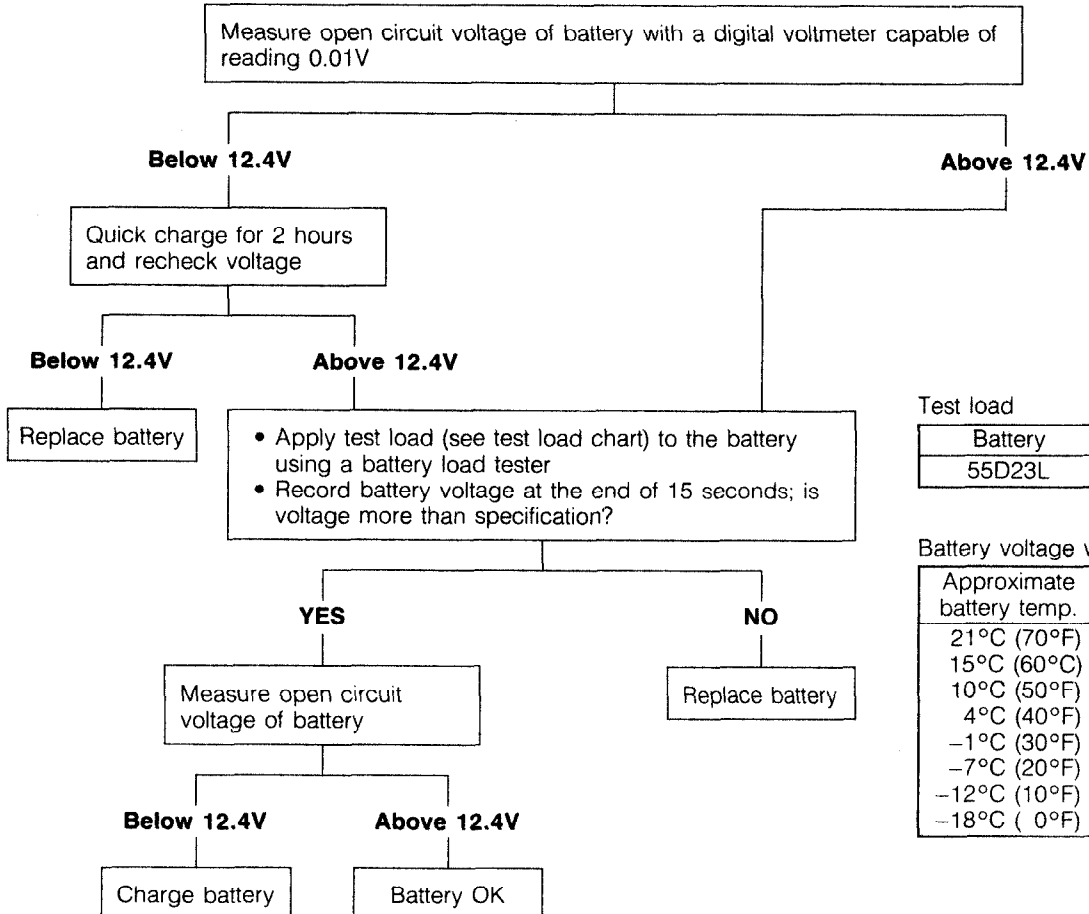 Measure open circuit voltage of battery with a digital voltmeter capable of
reading 0.01V
Below 12.4V
Above 12.4V
Quick charge for 2 hours
and recheck voltage
Below 12.4V
Above 12.4V
Replace battery
• Apply test load (see test load chart) to the battery
using a battery load tester
• Record battery voltage at the end of 15 seconds; is
voltage more than specification?
YES
NO
Measure open circuit
voltage of battery
Replace battery
Below 12.4V
Above 12.4V
Charge battery
Battery OK
Test load
Battery
55D23L
Battery voltage
Approximate
battery temp.
21°C (70°F)
15°C (60°C)
10°C (50°F)
4°C (40°F)
−1°C (30°F)
−7°C (20°F)
−12°C (10°F)
−18°C ( 0°F)